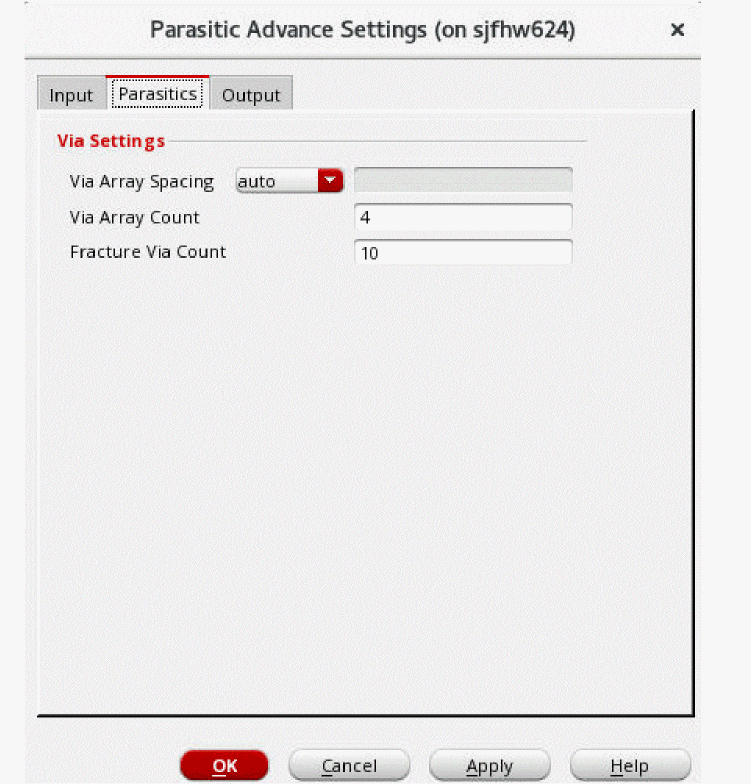 Parasitic Advance Settings (on sjfhw624)
Input Parasitics Output
Via Settings
Via Array Spacing auto
Via Array Count 4
Fracture Via Count 10
OK Cancel Apply Help